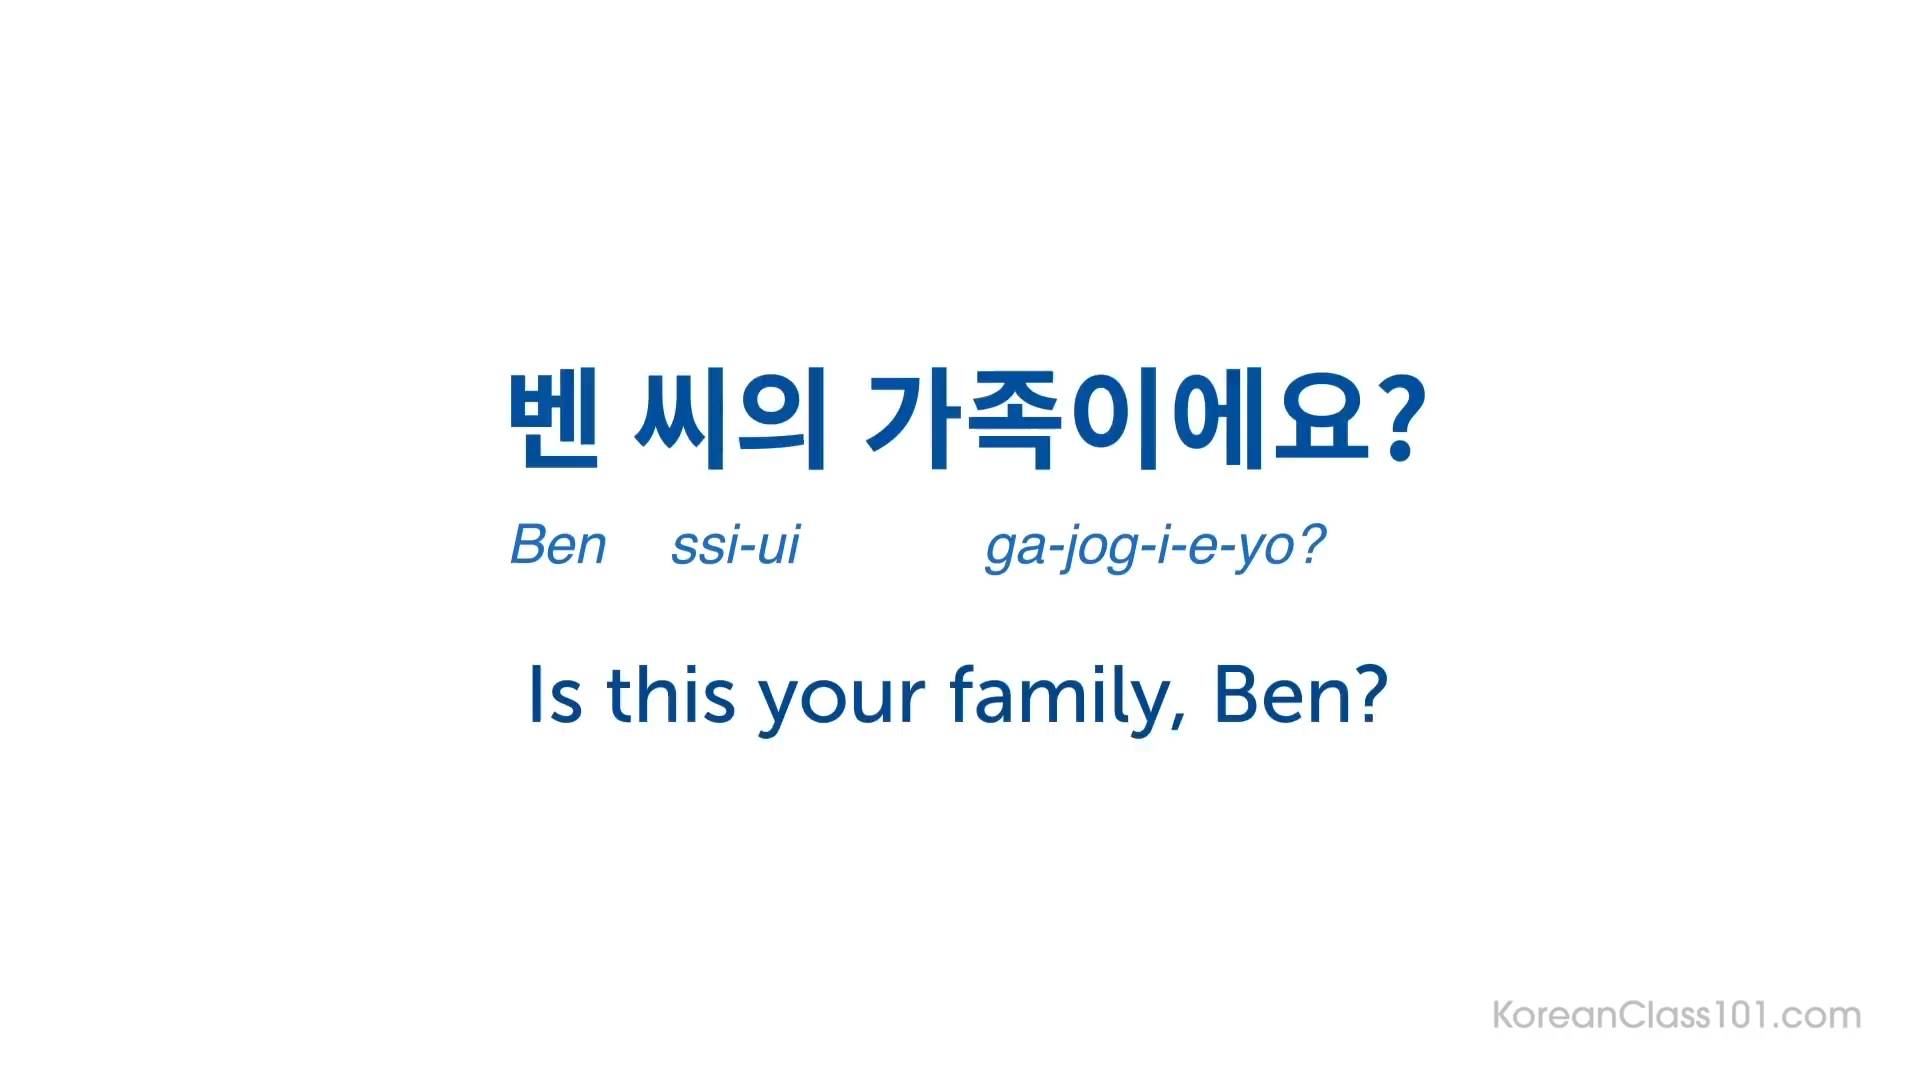 벤 씨의 가족이에요?
Ben ssi-ui ga-jog-i-e-yo?
Is this your family, Ben?
KoreanClass101.com